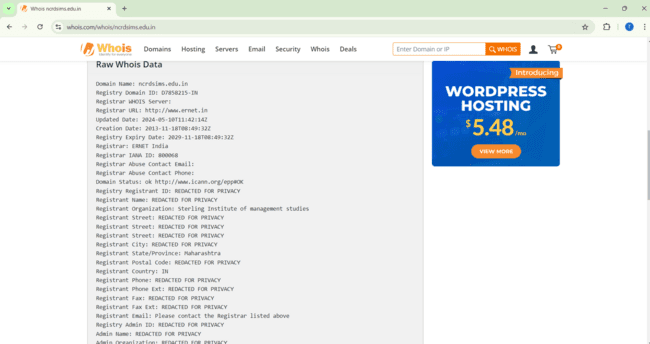 Whois ncrdsims.edu.in
whois.com/whois/ncrdsims.edu.in
Whois
Domains Hosting Servers Email Security Whois Deals
Enter Domain or IP
WHOIS
Raw Whois Data
Domain Name: ncrdsims.edu.in
Registry Domain ID: D7858215-IN
Registrar WHOIS Server:
Registrar URL: http://www.ernet.in
Updated Date: 2024-05-10T11:42:14Z
Creation Date: 2013-11-18T08:49:32Z
Registry Expiry Date: 2029-11-18T08:49:32Z
Registrar: ERNET India
Registrar IANA ID: 800068
Registrar Abuse Contact Email:
Registrar Abuse Contact Phone:
Domain Status: ok http://www.icann.org/epp#OK
Registry Registrant ID: REDACTED FOR PRIVACY
Registrant Name: REDACTED FOR PRIVACY
Registrant Organization: Sterling Institute of management studies
Registrant Street: REDACTED FOR PRIVACY
Registrant Street: REDACTED FOR PRIVACY
Registrant Street: REDACTED FOR PRIVACY
Registrant City: REDACTED FOR PRIVACY
Registrant State/Province: Maharashtra
Registrant Postal Code: REDACTED FOR PRIVACY
Registrant Country: IN
Registrant Phone: REDACTED FOR PRIVACY
Registrant Phone Ext: REDACTED FOR PRIVACY
Registrant Fax: REDACTED FOR PRIVACY
Registrant Fax Ext: REDACTED FOR PRIVACY
Registrant Email: Please contact the Registrar listed above
Registry Admin ID: REDACTED FOR PRIVACY
Admin Name: REDACTED FOR PRIVACY
Admin Organization: REDACTED FOR PRIVACY
Introducing
WORDPRESS
HOSTING
$5.48/mo
VIEW MORE